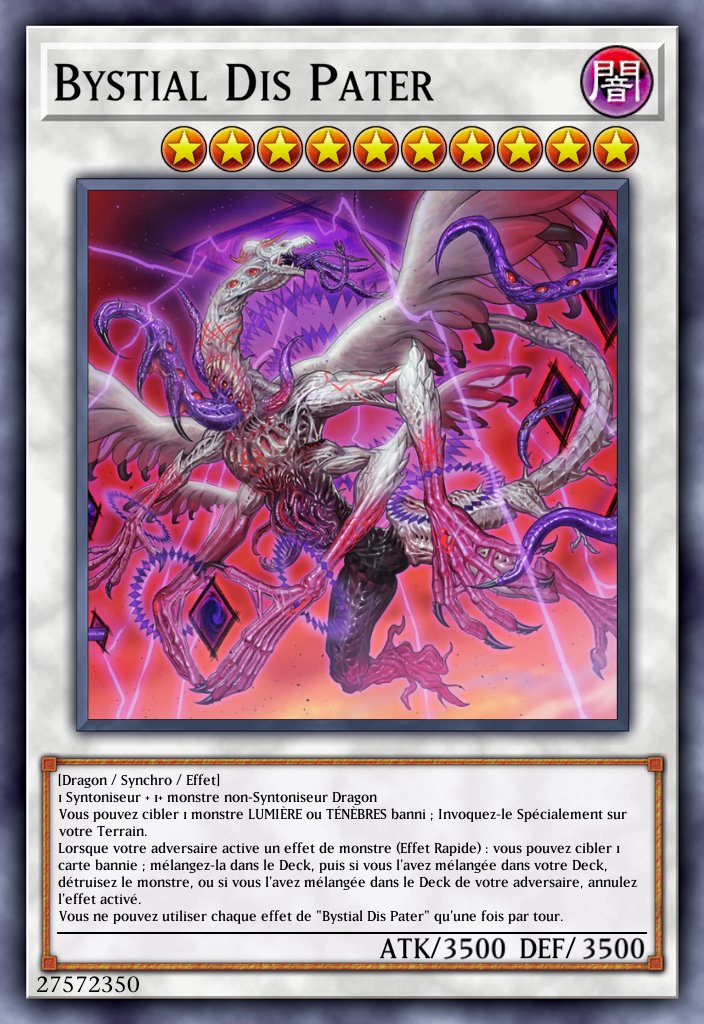 Bystial Dis Pater
闇
[Dragon / Synchro / Effet]
1 Syntoniseur + 1+ monstre non-Syntoniseur Dragon
Vous pouvez cibler 1 monstre LUMIÈRE ou TÉNÈBRES banni ; Invoquez-le Spécialement sur
votre Terrain.
Lorsque votre adversaire active un effet de monstre (Effet Rapide) : vous pouvez cibler 1
carte bannie ; mélangez-la dans le Deck, puis si vous l'avez mélangée dans votre Deck,
détruisez le monstre, ou si vous l'avez mélangée dans le Deck de votre adversaire, annulez
l'effet activé.
Vous ne pouvez utiliser chaque effet de "Bystial Dis Pater" qu'une fois par tour.
ATK/3500 DEF/ 3500
27572350